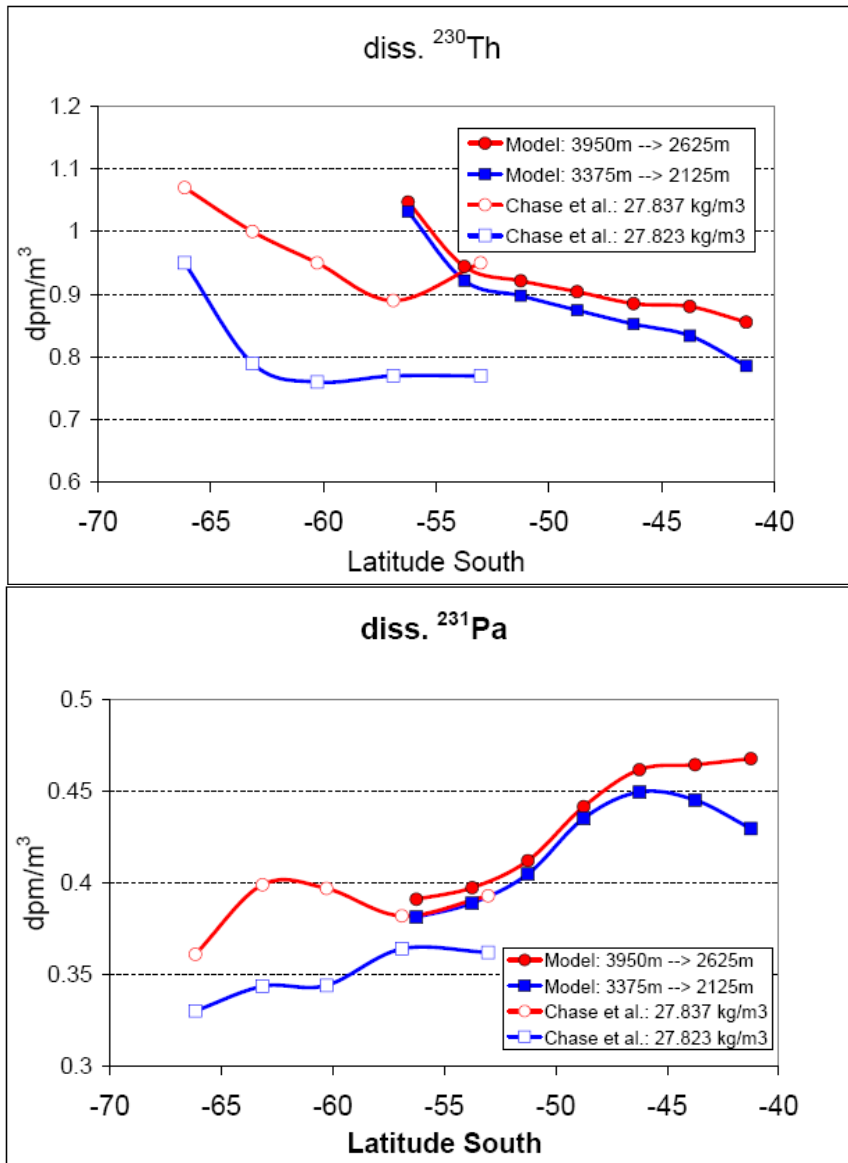 diss. ²³⁰Th
1.2
1.1
1
0.9
0.8
0.7
0.6
dpm/m³
Model: 3950m --> 2625m
Model: 3375m --> 2125m
Chase et al.: 27.837 kg/m3
Chase et al.: 27.823 kg/m3
-70 -65 -60 -55 -50 -45 -40
Latitude South
diss. ²³¹Pa
0.5
0.45
0.4
0.35
0.3
dpm/m³
Model: 3950m --> 2625m
Model: 3375m --> 2125m
Chase et al.: 27.837 kg/m3
Chase et al.: 27.823 kg/m3
-70 -65 -60 -55 -50 -45 -40
Latitude South